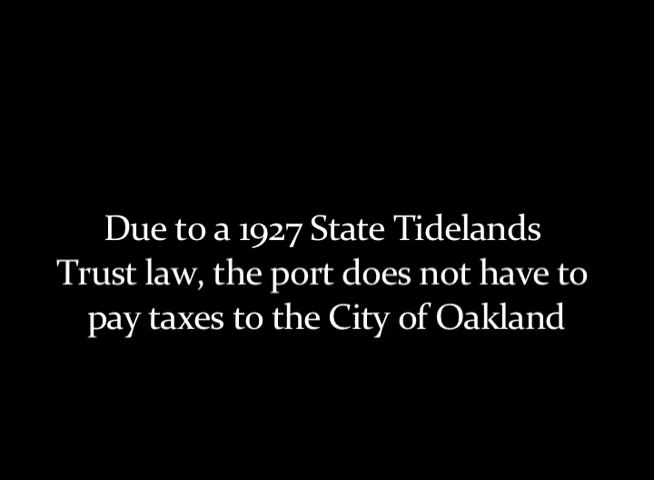 Due to a 1927 State Tidelands
Trust law, the port does not have to
pay taxes to the City of Oakland